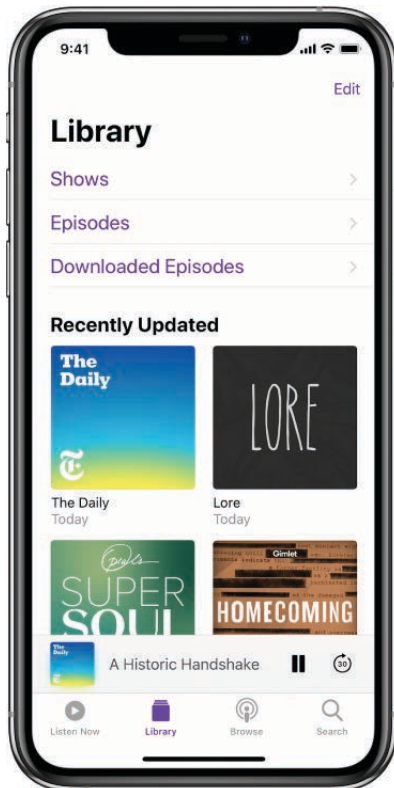 9:41
Edit
Library
Shows
Episodes
Downloaded Episodes
Recently Updated
The
Daily
LORE
The Daily
Today
Lore
Today
Oprah's
SUPER
SOUL
Gimlet
HOMECOMING
The
Daily
A Historic Handshake
30
Listen Now
Library
Browse
Search